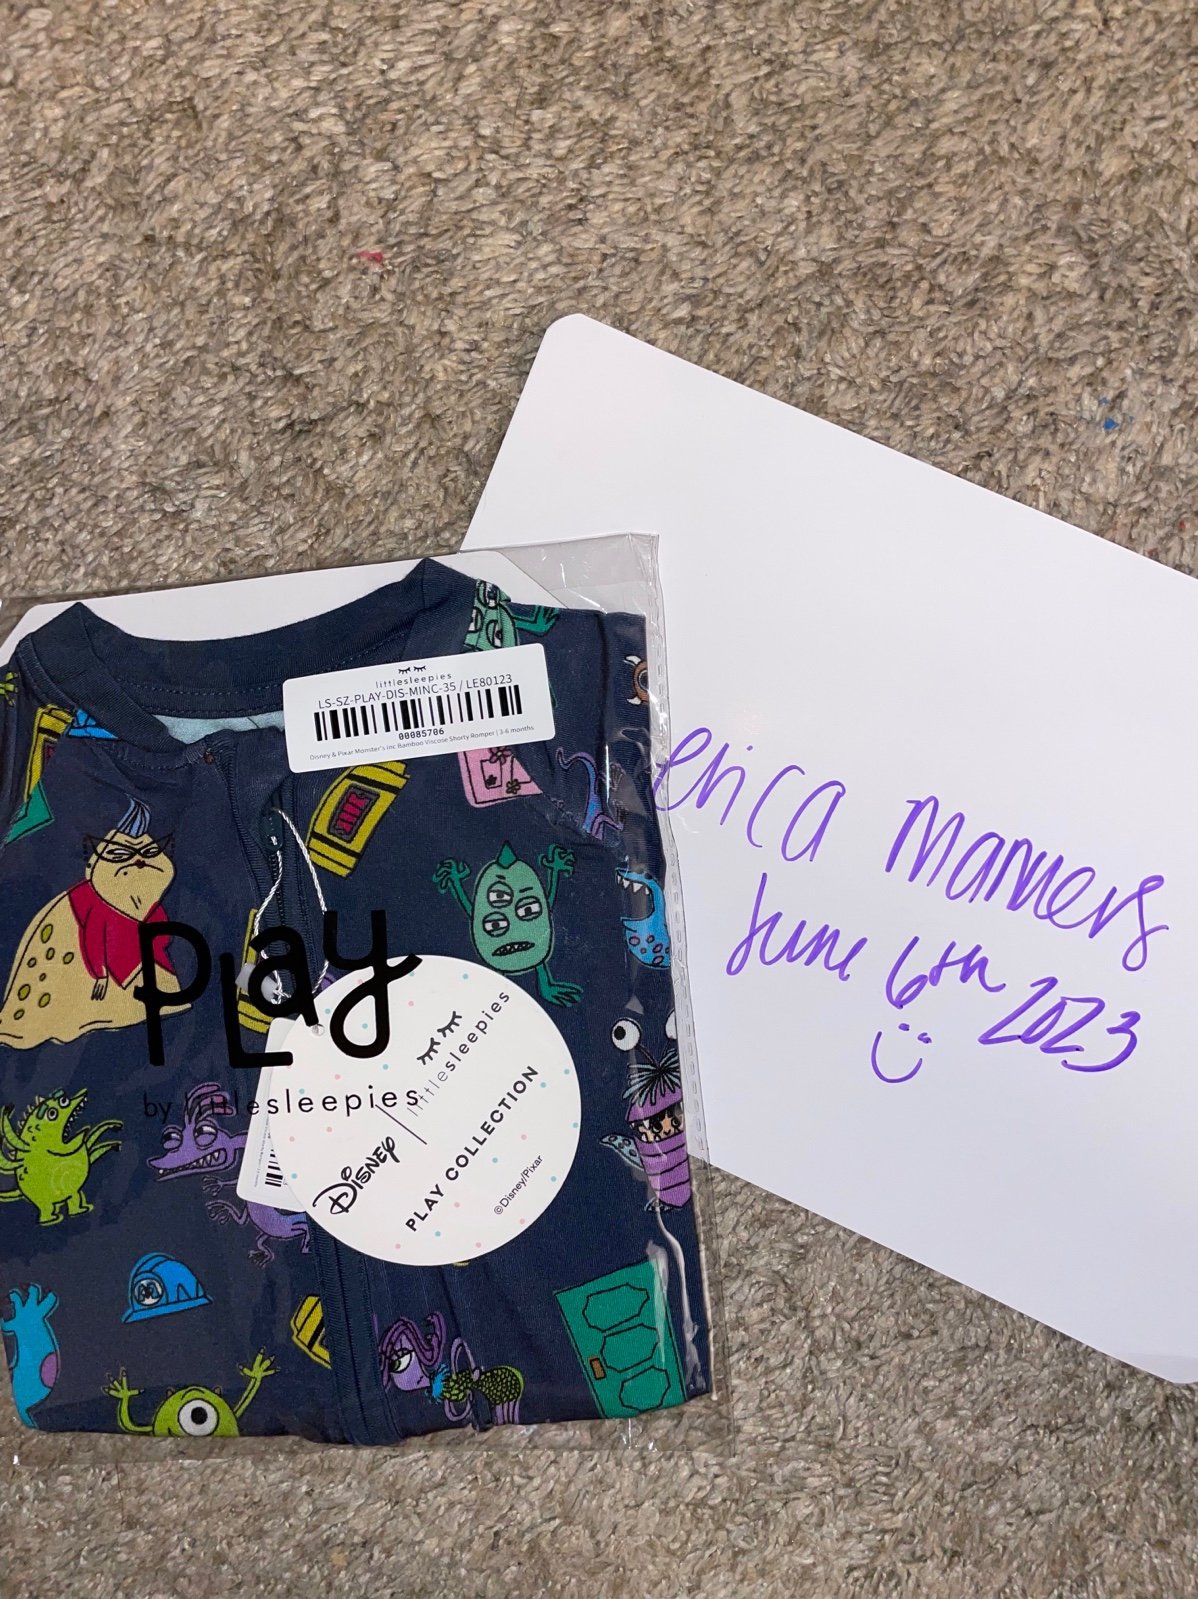 littlesleepies
LS-SZ-PLAY-DIS-MINC-35 / LE80123
00085706
Disney & Pixar Monster's Inc Bamboo Viscose Shorty Romper | 3-6 months
erica Manners
June 6th 2023
PLay
by littlesleepies
Disney | littlesleepies
PLAY COLLECTION
©Disney/Pixar